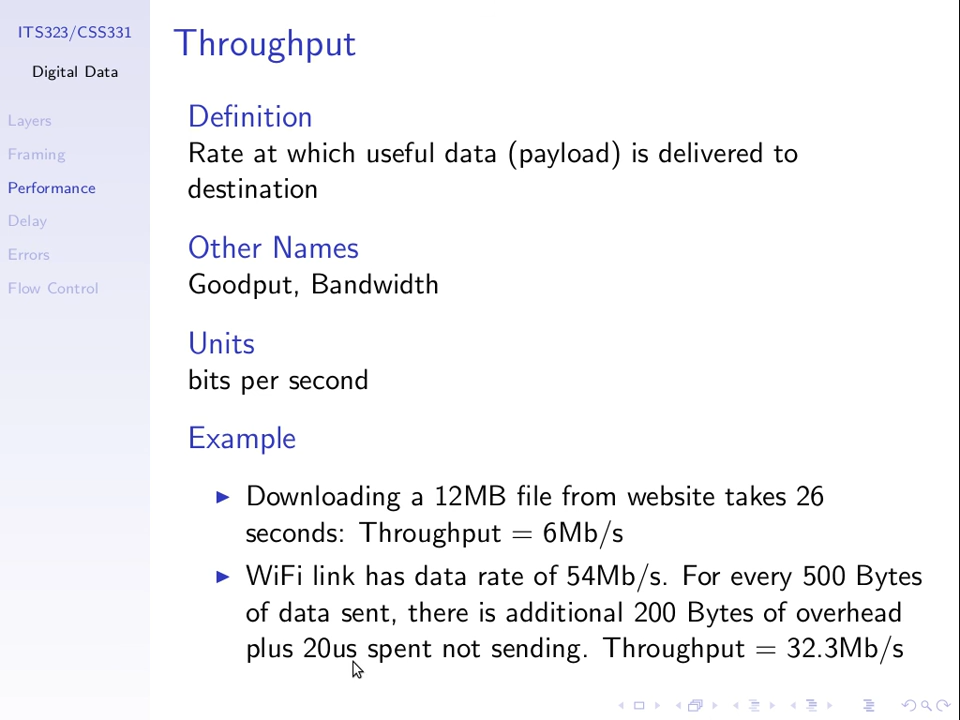 ITS323/CSS331
Digital Data
Layers
Framing
Performance
Delay
Errors
Flow Control
Throughput
Definition
Rate at which useful data (payload) is delivered to
destination
Other Names
Goodput, Bandwidth
Units
bits per second
Example
Downloading a 12MB file from website takes 26
seconds: Throughput = 6Mb/s
WiFi link has data rate of 54Mb/s. For every 500 Bytes
of data sent, there is additional 200 Bytes of overhead
plus 20us spent not sending. Throughput = 32.3Mb/s